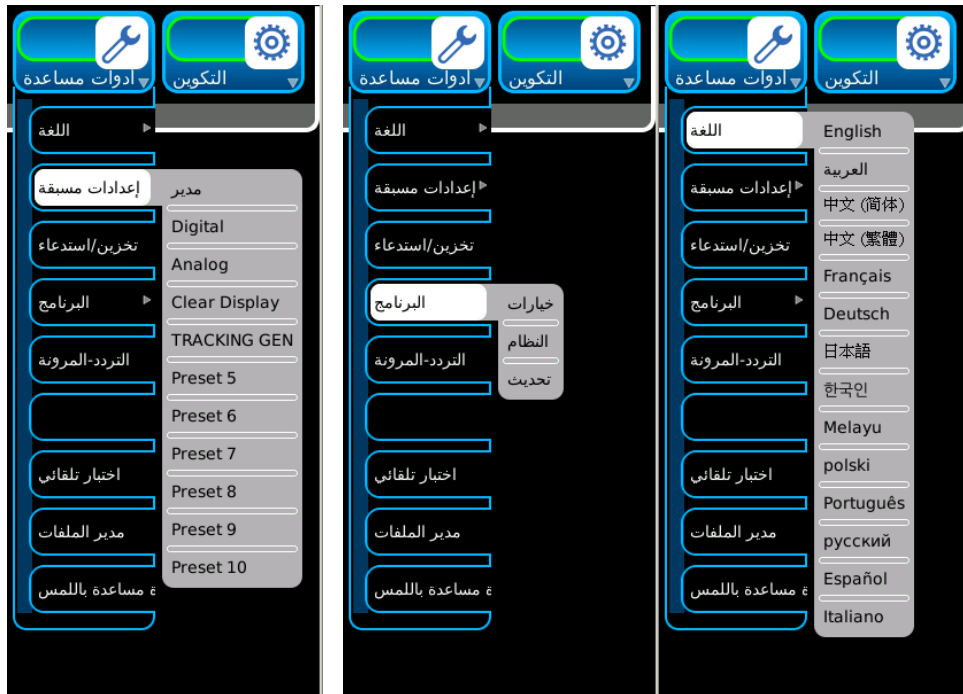 أدوات مساعدة
التكوين
اللغة
إعدادات مسبقة
تخزين/استدعاء
البرنامج
التردد-المرونة
اختبار تلقائي
مدير الملفات
ة مساعدة باللمس
مدير
Digital
Analog
Clear Display
TRACKING GEN
Preset 5
Preset 6
Preset 7
Preset 8
Preset 9
Preset 10
أدوات مساعدة
التكوين
اللغة
إعدادات مسبقة
تخزين/استدعاء
البرنامج
التردد-المرونة
اختبار تلقائي
مدير الملفات
ة مساعدة باللمس
خيارات
النظام
تحديث
أدوات مساعدة
التكوين
اللغة
إعدادات مسبقة
تخزين/استدعاء
البرنامج
التردد-المرونة
اختبار تلقائي
مدير الملفات
ة مساعدة باللمس
English
العربية
中文 (简体)
中文 (繁體)
Français
Deutsch
日本語
한국인
Melayu
polski
Português
русский
Español
Italiano